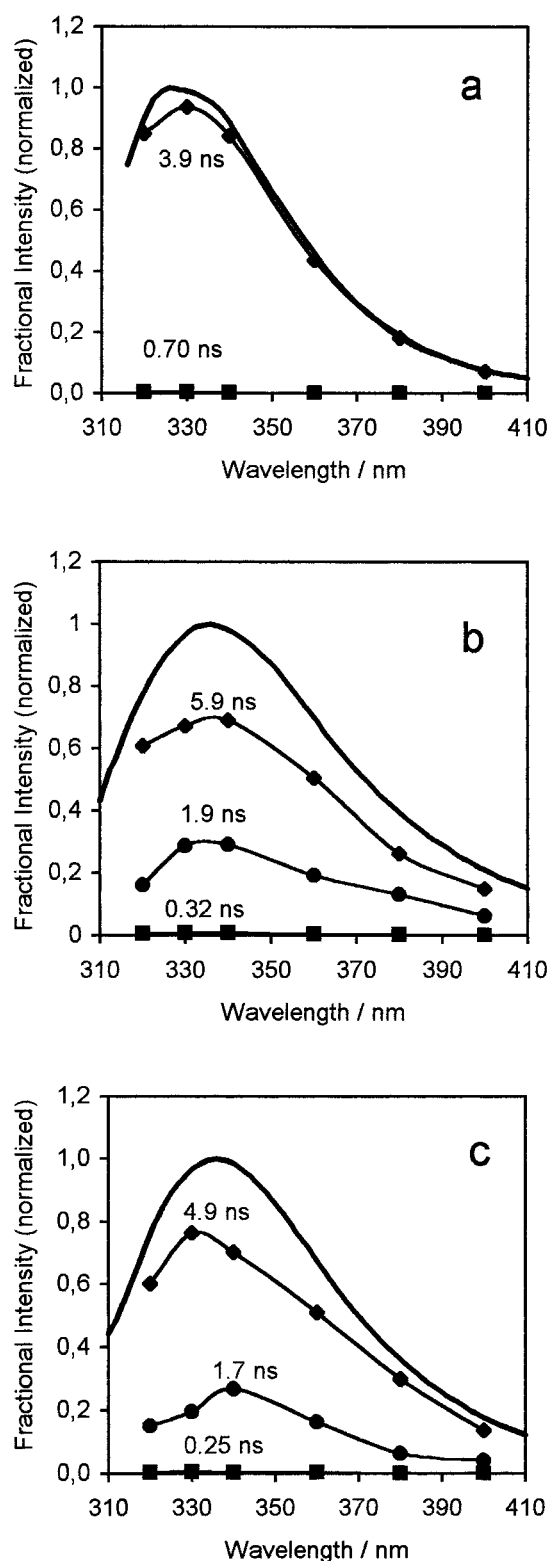 1,2
a
1,0
0,8
3.9 ns
0,6
0,4
0,2
0.70 ns
0,0
310 330 350 370 390 410
Wavelength / nm
Fractional Intensity (normalized)
1,2
b
1
0,8
5.9 ns
0,6
0,4
1.9 ns
0,2
0.32 ns
0
310 330 350 370 390 410
Wavelength / nm
Fractional Intensity (normalized)
1,2
c
1,0
0,8
4.9 ns
0,6
0,4
1.7 ns
0,2
0.25 ns
0,0
310 330 350 370 390 410
Wavelength / nm
Fractional Intensity (normalized)